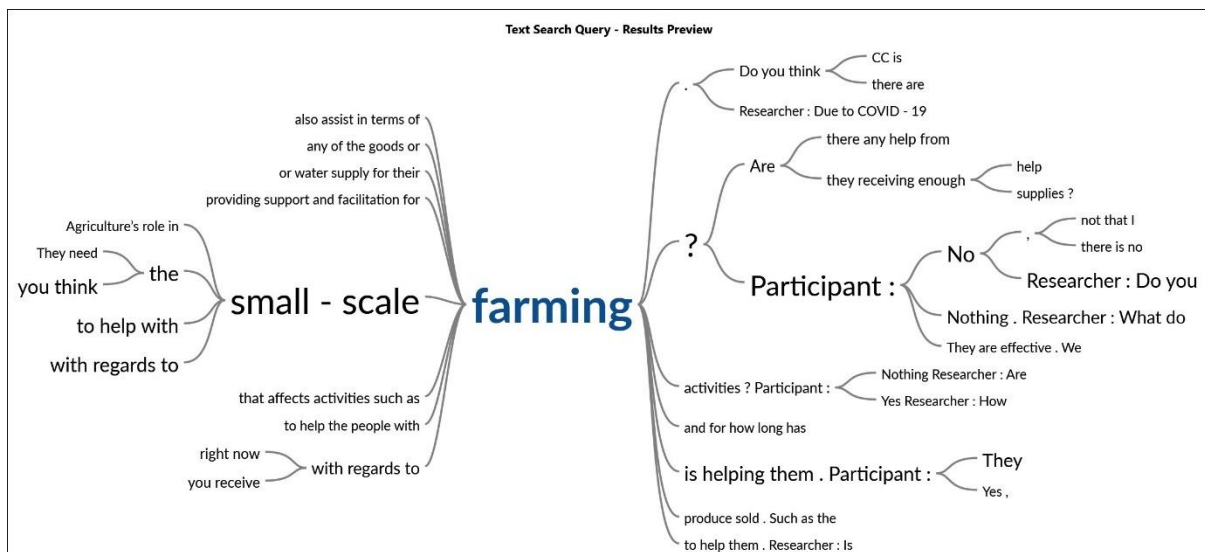 Text Search Query - Results Preview
also assist in terms of
any of the goods or
or water supply for their
providing support and facilitation for
Agriculture's role in
They need
you think
the
to help with
with regards to
small - scale
that affects activities such as
to help the people with
right now
you receive
with regards to
farming
.
Do you think
CC is
there are
Researcher : Due to COVID - 19
?
Are
there any help from
they receiving enough
help
supplies ?
Participant :
No
,
not that I
there is no
Researcher : Do you
Nothing . Researcher : What do
They are effective . We
activities ? Participant :
Nothing Researcher : Are
Yes Researcher : How
and for how long has
is helping them . Participant :
They
Yes ,
produce sold . Such as the
to help them . Researcher : Is